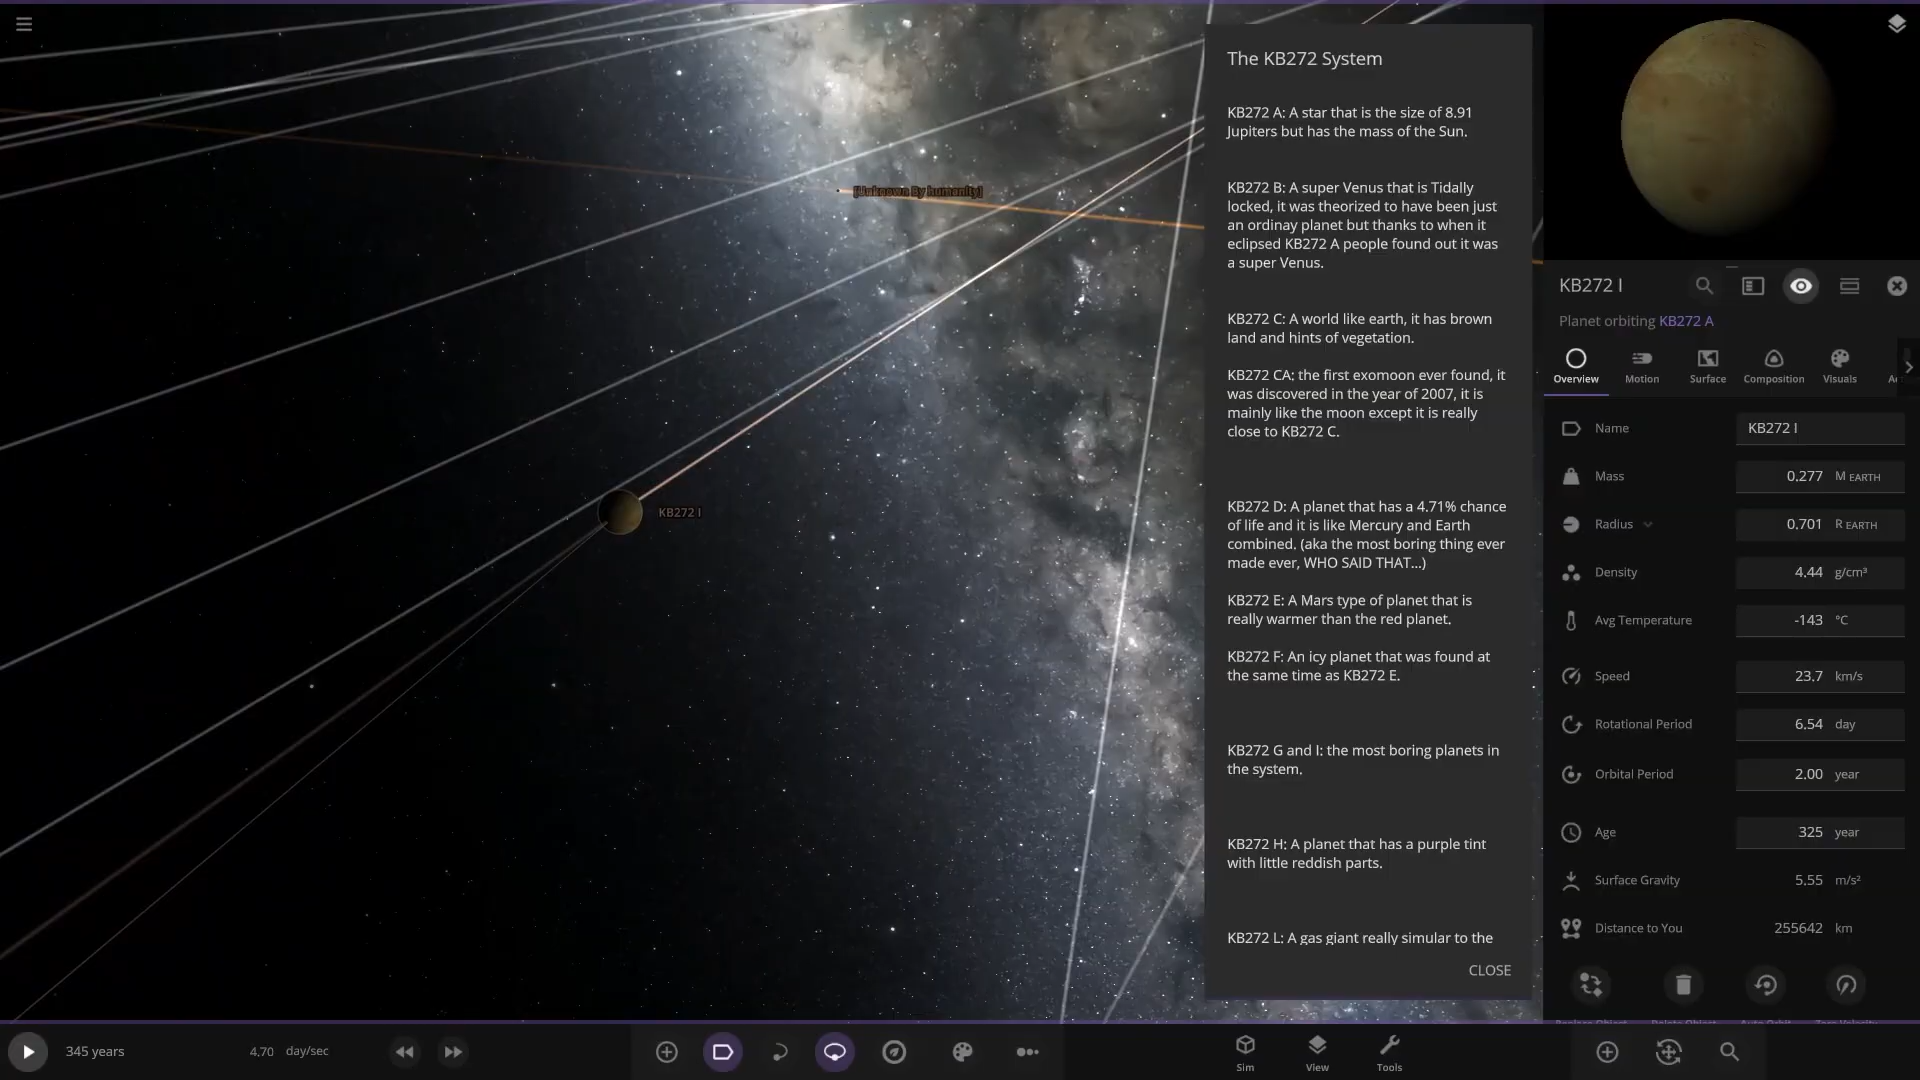 [Unknown By humanity]
KB272 I
The KB272 System
KB272 A: A star that is the size of 8.91
Jupiters but has the mass of the Sun.
KB272 B: A super Venus that is Tidally
locked, it was theorized to have been just
an ordinay planet but thanks to when it
eclipsed KB272 A people found out it was
a super Venus.
KB272 C: A world like earth, it has brown
land and hints of vegetation.
KB272 CA: the first exomoon ever found, it
was discovered in the year of 2007, it is
mainly like the moon except it is really
close to KB272 C.
KB272 D: A planet that has a 4.71% chance
of life and it is like Mercury and Earth
combined. (aka the most boring thing ever
made ever, WHO SAID THAT...)
KB272 E: A Mars type of planet that is
really warmer than the red planet.
KB272 F: An icy planet that was found at
the same time as KB272 E.
KB272 G and I: the most boring planets in
the system.
KB272 H: A planet that has a purple tint
with little reddish parts.
KB272 L: A gas giant really simular to the
CLOSE
KB272 I
Planet orbiting KB272 A
Overview Motion Surface Composition Visuals
Name KB272 I
Mass 0.277 M EARTH
Radius 0.701 R EARTH
Density 4.44 g/cm³
Avg Temperature -143 °C
Speed 23.7 km/s
Rotational Period 6.54 day
Orbital Period 2.00 year
Age 325 year
Surface Gravity 5.55 m/s²
Distance to You 255642 km
345 years 4.70 day/sec
Sim View Tools